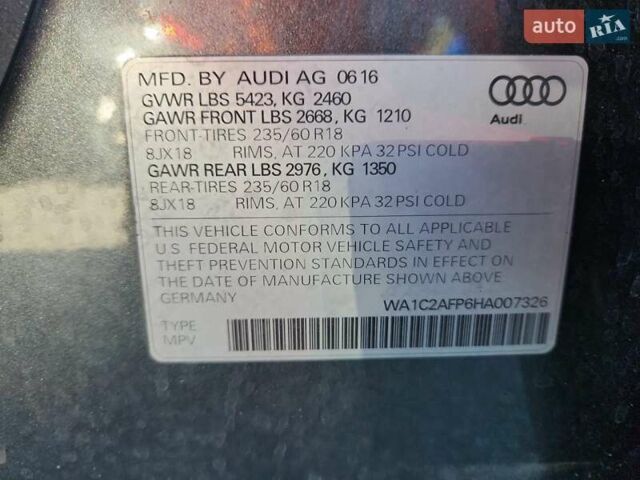 auto RIA.com
MFD. BY AUDI AG 06 16
GVWR LBS 5423, KG 2460
GAWR FRONT LBS 2668, KG 1210
FRONT-TIRES 235/60 R18
8JX18 RIMS, AT 220 KPA 32 PSI COLD
GAWR REAR LBS 2976, KG 1350
REAR-TIRES 235/60 R18
8JX18 RIMS, AT 220 KPA 32 PSI COLD
Audi
THIS VEHICLE CONFORMS TO ALL APPLICABLE
U.S. FEDERAL MOTOR VEHICLE SAFETY AND
THEFT PREVENTION STANDARDS IN EFFECT ON
THE DATE OF MANUFACTURE SHOWN ABOVE.
GERMANY WA1C2AFP6HA007326
TYPE
MPV